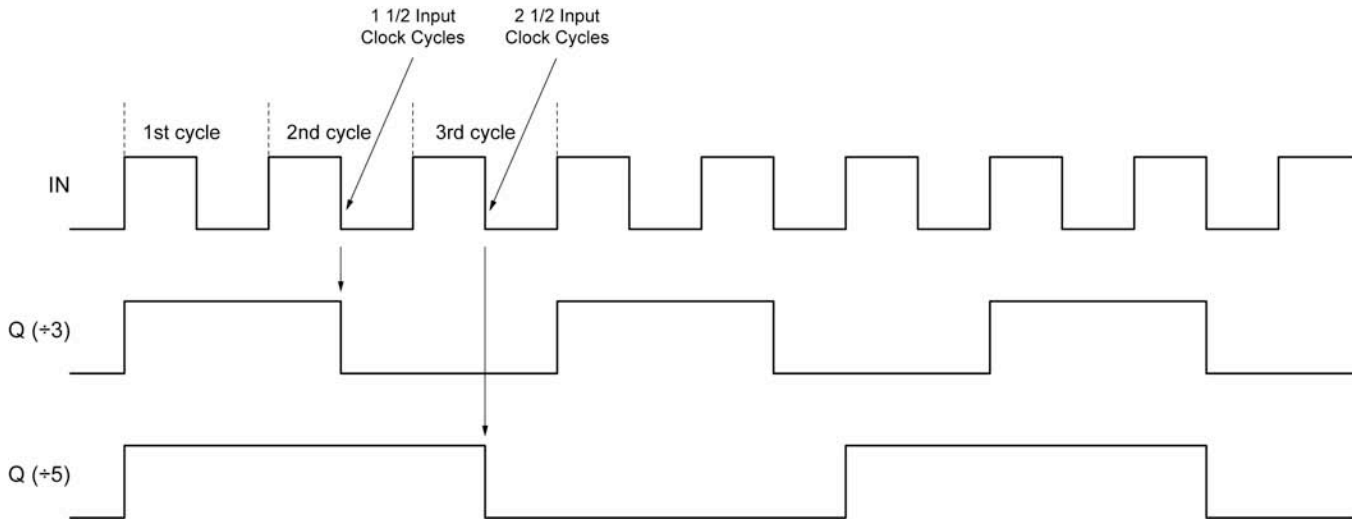 1 1/2 Input
Clock Cycles
2 1/2 Input
Clock Cycles
1st cycle
2nd cycle
3rd cycle
IN
Q (÷3)
Q (÷5)